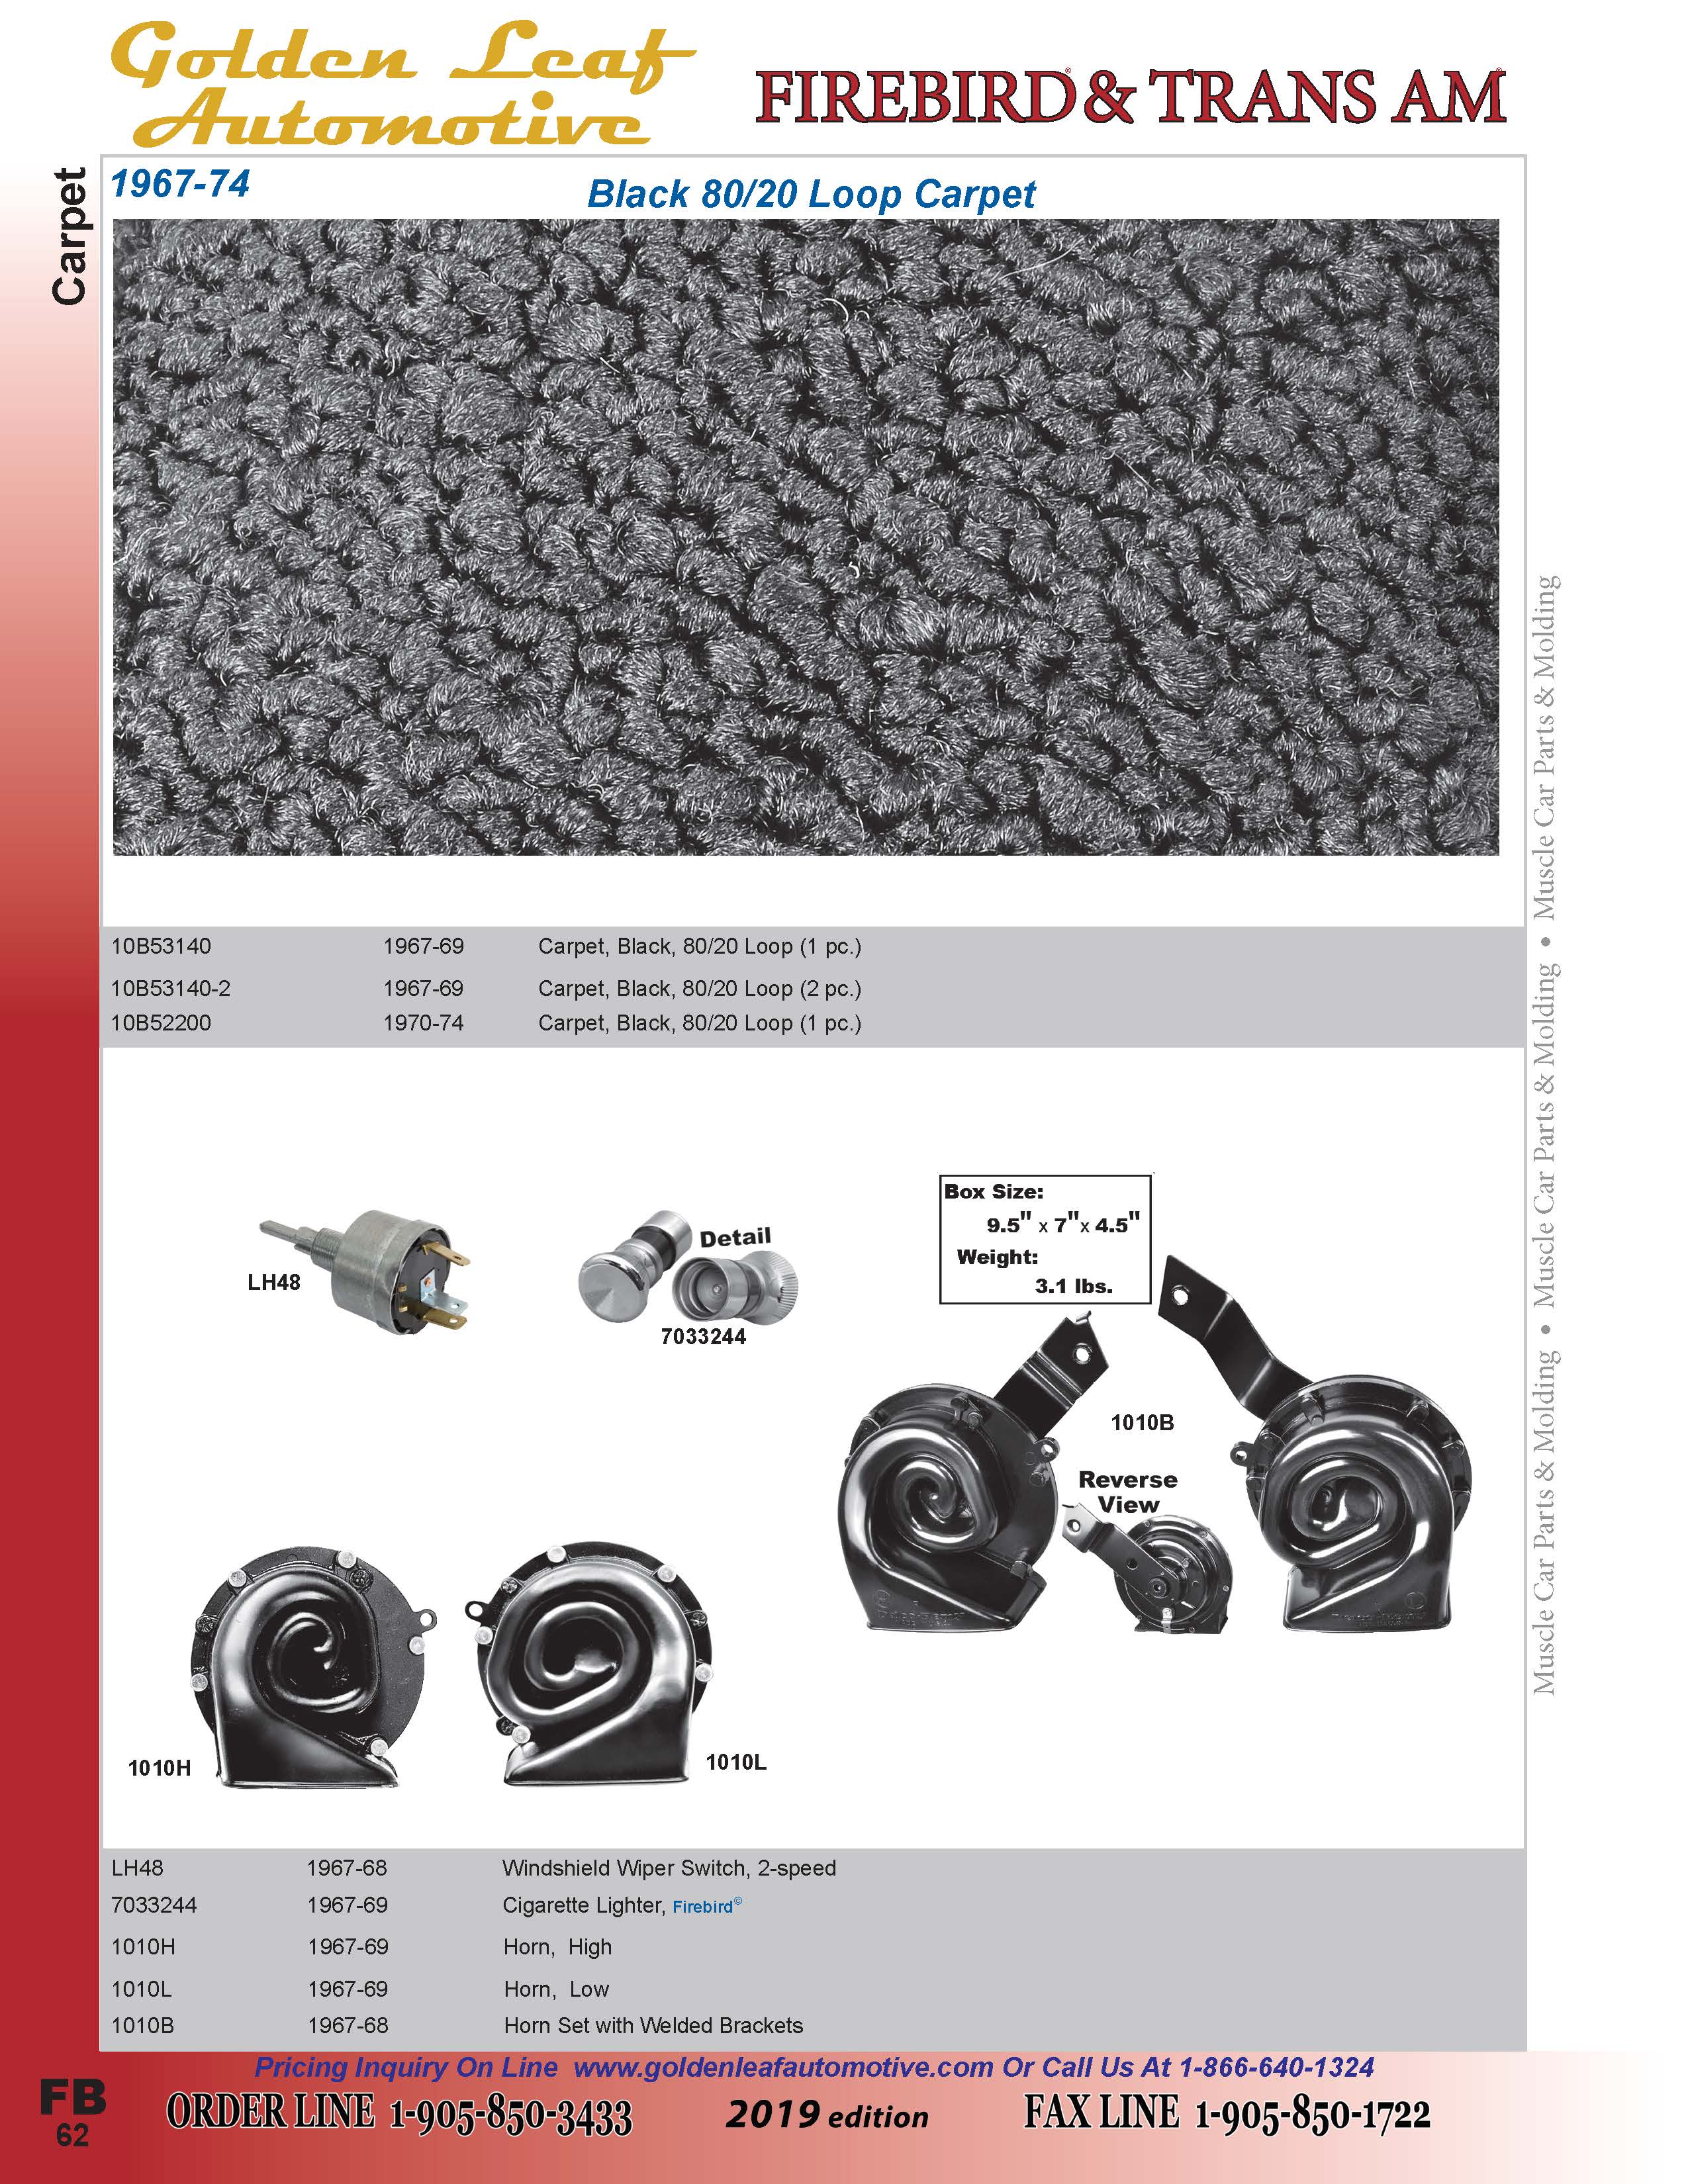 Golden Leaf
Automotive
FIREBIRD® & TRANS AM®
Carpet
1967-74
Black 80/20 Loop Carpet
10B53140 1967-69 Carpet, Black, 80/20 Loop (1 pc.)
10B53140-2 1967-69 Carpet, Black, 80/20 Loop (2 pc.)
10B52200 1970-74 Carpet, Black, 80/20 Loop (1 pc.)
LH48
Detail
7033244
Box Size:
9.5" x 7"x 4.5"
Weight:
3.1 lbs.
1010B
Reverse
View
1010H
1010L
LH48 1967-68 Windshield Wiper Switch, 2-speed
7033244 1967-69 Cigarette Lighter, Firebird©
1010H 1967-69 Horn, High
1010L 1967-69 Horn, Low
1010B 1967-68 Horn Set with Welded Brackets
Muscle Car Parts & Molding • Muscle Car Parts & Molding • Muscle Car Parts & Molding
Pricing Inquiry On Line www.goldenleafautomotive.com Or Call Us At 1-866-640-1324
FB
62
ORDER LINE 1-905-850-3433
2019 edition
FAX LINE 1-905-850-1722